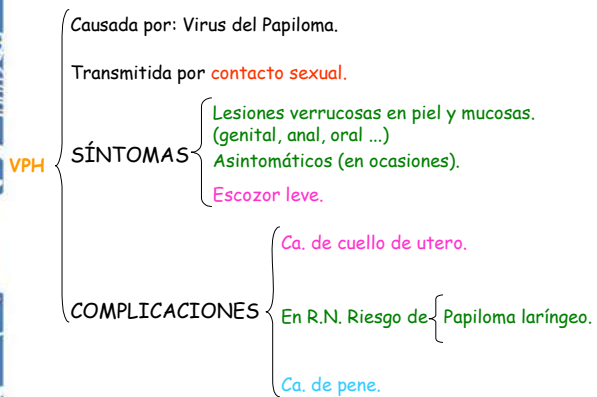 Causada por: Virus del Papiloma.
Transmitida por contacto sexual.
VPH
SÍNTOMAS
Lesiones verrucosas en piel y mucosas.
(genital, anal, oral ...)
Asintomáticos (en ocasiones).
Escozor leve.
COMPLICACIONES
Ca. de cuello de utero.
En R.N. Riesgo de
Papiloma laríngeo.
Ca. de pene.